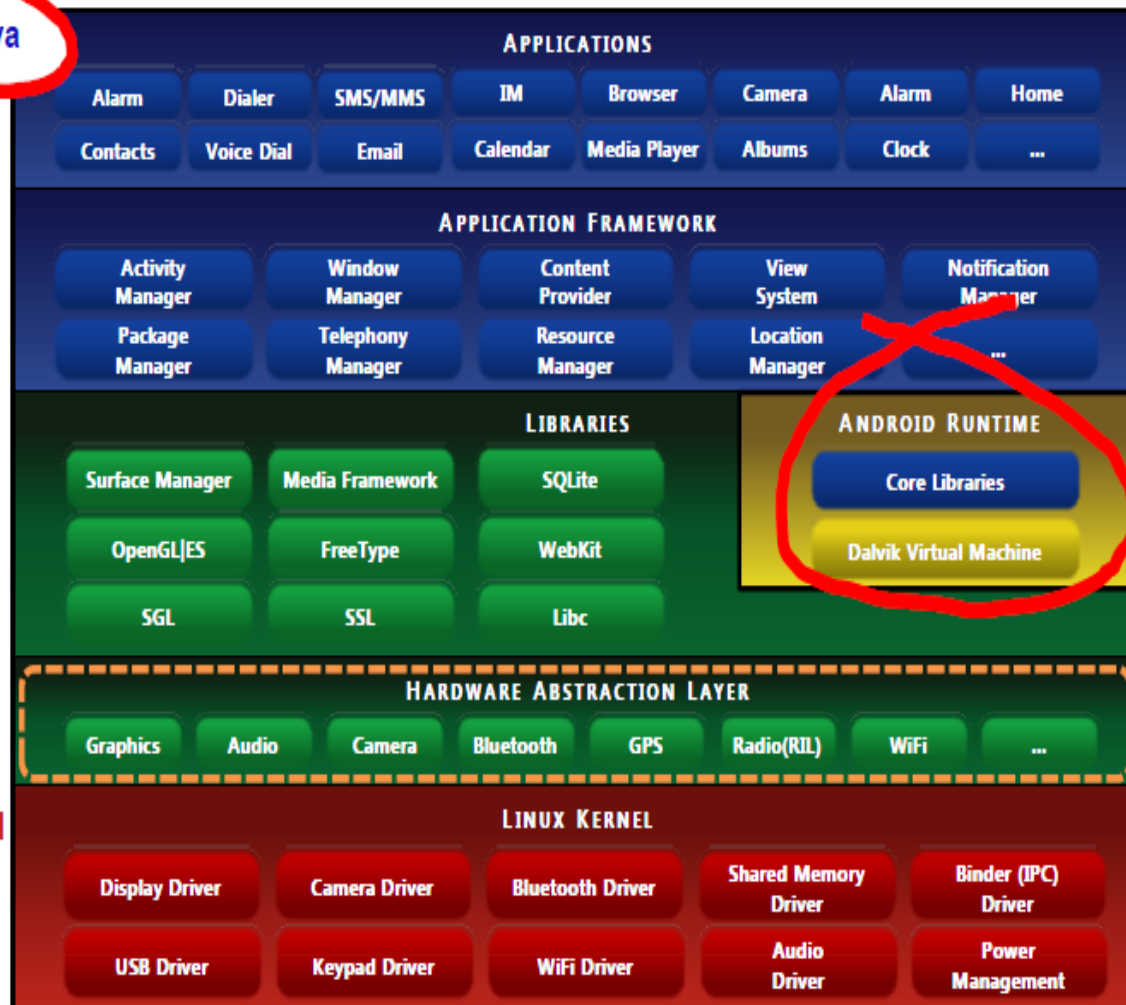 APPLICATIONS
Alarm Dialer SMS/MMS IM Browser Camera Alarm Home
Contacts Voice Dial Email Calendar Media Player Albums Clock ...
APPLICATION FRAMEWORK
Activity Manager
Window Manager
Content Provider
View System
Notification Manager
Package Manager
Telephony Manager
Resource Manager
Location Manager
...
LIBRARIES
Surface Manager Media Framework SQLite
OpenGL|ES FreeType WebKit
SGL SSL Libc
ANDROID RUNTIME
Core Libraries
Dalvik Virtual Machine
HARDWARE ABSTRACTION LAYER
Graphics Audio Camera Bluetooth GPS Radio(RIL) WiFi ...
LINUX KERNEL
Display Driver
Camera Driver
Bluetooth Driver
Shared Memory Driver
Binder (IPC) Driver
USB Driver
Keypad Driver
WiFi Driver
Audio Driver
Power Management